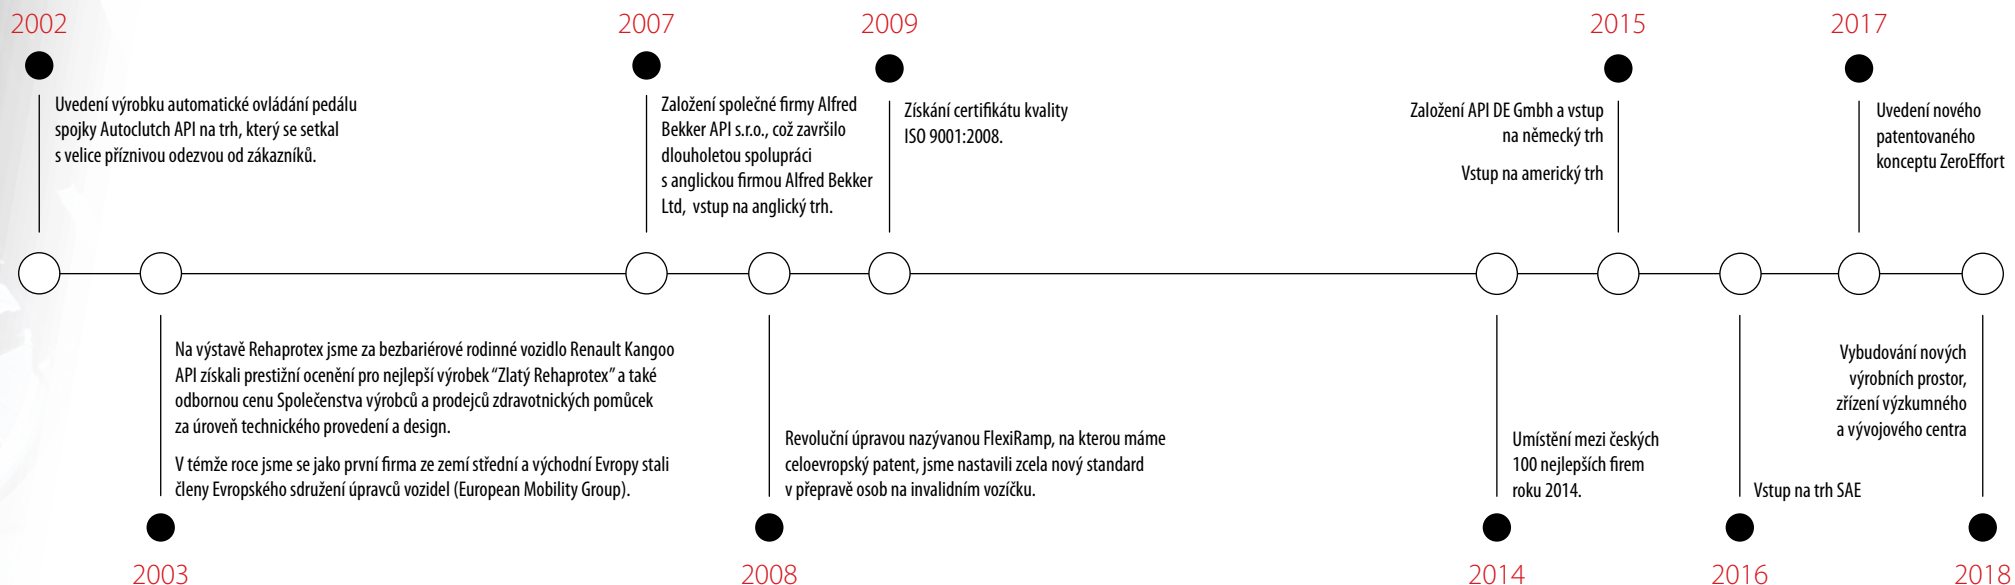 2002
Uvedení výrobku automatické ovládání pedálu
spojky Autoclutch API na trh, který se setkal
s velice příznivou odezvou od zákazníků.
2003
Na výstavě Rehaprotex jsme za bezbariérové rodinné vozidlo Renault Kangoo
API získali prestižní ocenění pro nejlepší výrobek “Zlatý Rehaprotex” a také
odbornou cenu Společenstva výrobců a prodejců zdravotnických pomůcek
za úroveň technického provedení a design.
V témže roce jsme se jako první firma ze zemí střední a východní Evropy stali
členy Evropského sdružení úpravců vozidel (European Mobility Group).
2007
Založení společné firmy Alfred
Bekker API s.r.o., což završilo
dlouholetou spolupráci
s anglickou firmou Alfred Bekker
Ltd, vstup na anglický trh.
2008
Revoluční úpravou nazývanou FlexiRamp, na kterou máme
celoevropský patent, jsme nastavili zcela nový standard
v přepravě osob na invalidním vozíčku.
2009
Získání certifikátu kvality
ISO 9001:2008.
2014
Umístění mezi českých
100 nejlepších firem
roku 2014.
2015
Založení API DE Gmbh a vstup
na německý trh
Vstup na americký trh
2016
Vstup na trh SAE
2017
Uvedení nového
patentovaného
konceptu ZeroEffort
2018
Vybudování nových
výrobních prostor,
zřízení výzkumného
a vývojového centra